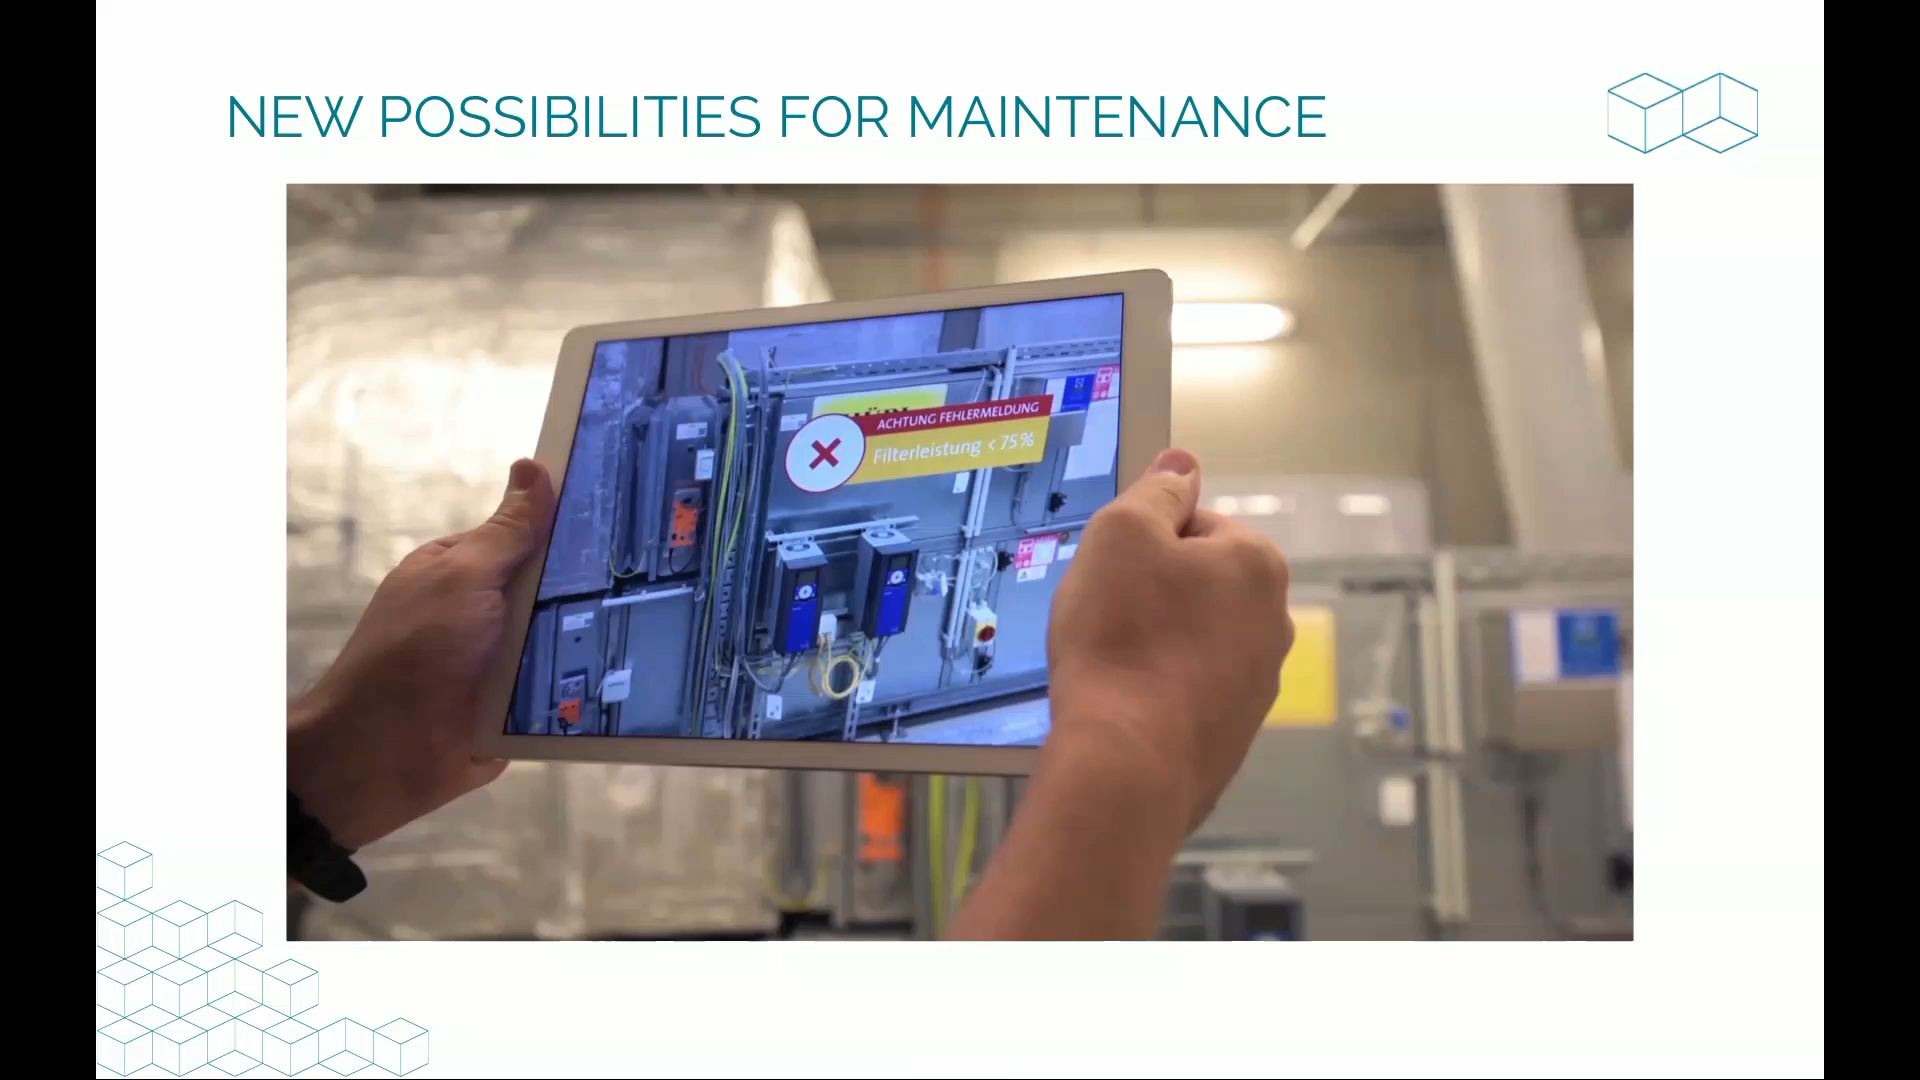 NEW POSSIBILITIES FOR MAINTENANCE
ACHTUNG FEHLERMELDUNG
Filterleistung < 75%